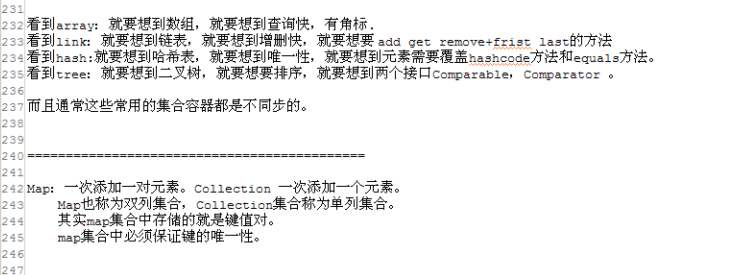 231
232 看到array: 就要想到数组，就要想到查询快，有角标.
233 看到link: 就要想到链表，就要想到增删快，就要想要 add get remove+frist last的方法
234 看到hash:就要想到哈希表，就要想到唯一性，就要想到元素需要覆盖hashcode方法和equals方法。
235 看到tree: 就要想到二叉树，就要想要排序，就要想到两个接口Comparable，Comparator 。
236
237 而且通常这些常用的集合容器都是不同步的。
238
239
240 ============================================
241
242 Map: 一次添加一对元素。Collection 一次添加一个元素。
243 Map也称为双列集合，Collection集合称为单列集合。
244 其实map集合中存储的就是键值对。
245 map集合中必须保证键的唯一性。
246
247